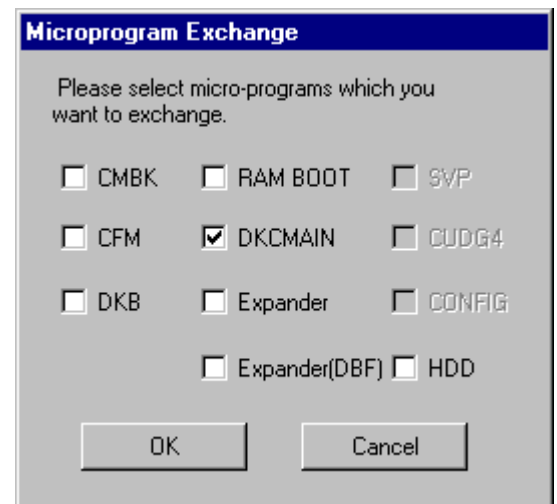 Microprogram Exchange
Please select micro-programs which you
want to exchange.
CMBK RAM BOOT SVP
CFM DKCMAIN CUDG4
DKB Expander CONFIG
Expander(DBF) HDD
OK Cancel